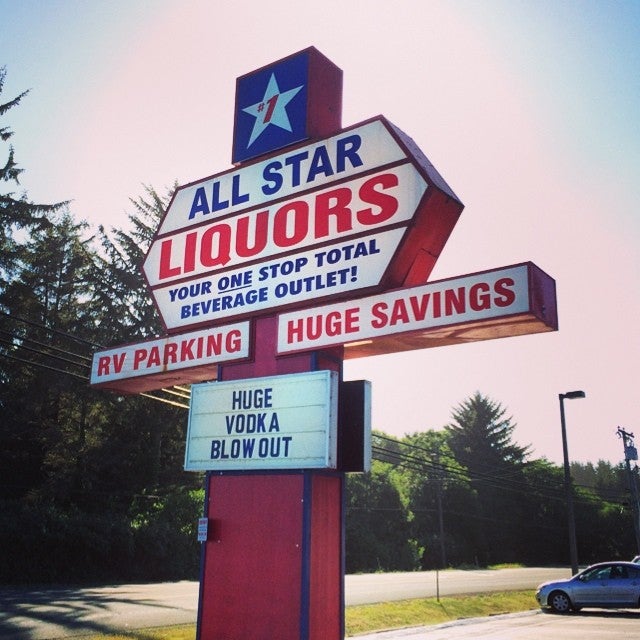 #1
ALL STAR
LIQUORS
YOUR ONE STOP TOTAL
BEVERAGE OUTLET!
RV PARKING
HUGE SAVINGS
HUGE
VODKA
BLOW OUT